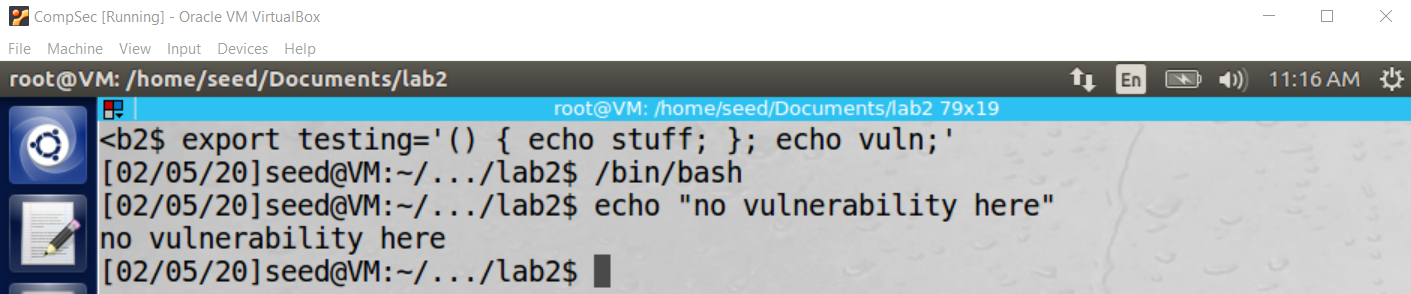 CompSec [Running] - Oracle VM VirtualBox
File Machine View Input Devices Help
root@VM: /home/seed/Documents/lab2 En 11:16 AM
root@VM: /home/seed/Documents/lab2 79x19
<b2$ export testing='() { echo stuff; }; echo vuln;'
[02/05/20]seed@VM:~/.../lab2$ /bin/bash
[02/05/20]seed@VM:~/.../lab2$ echo "no vulnerability here"
no vulnerability here
[02/05/20]seed@VM:~/.../lab2$